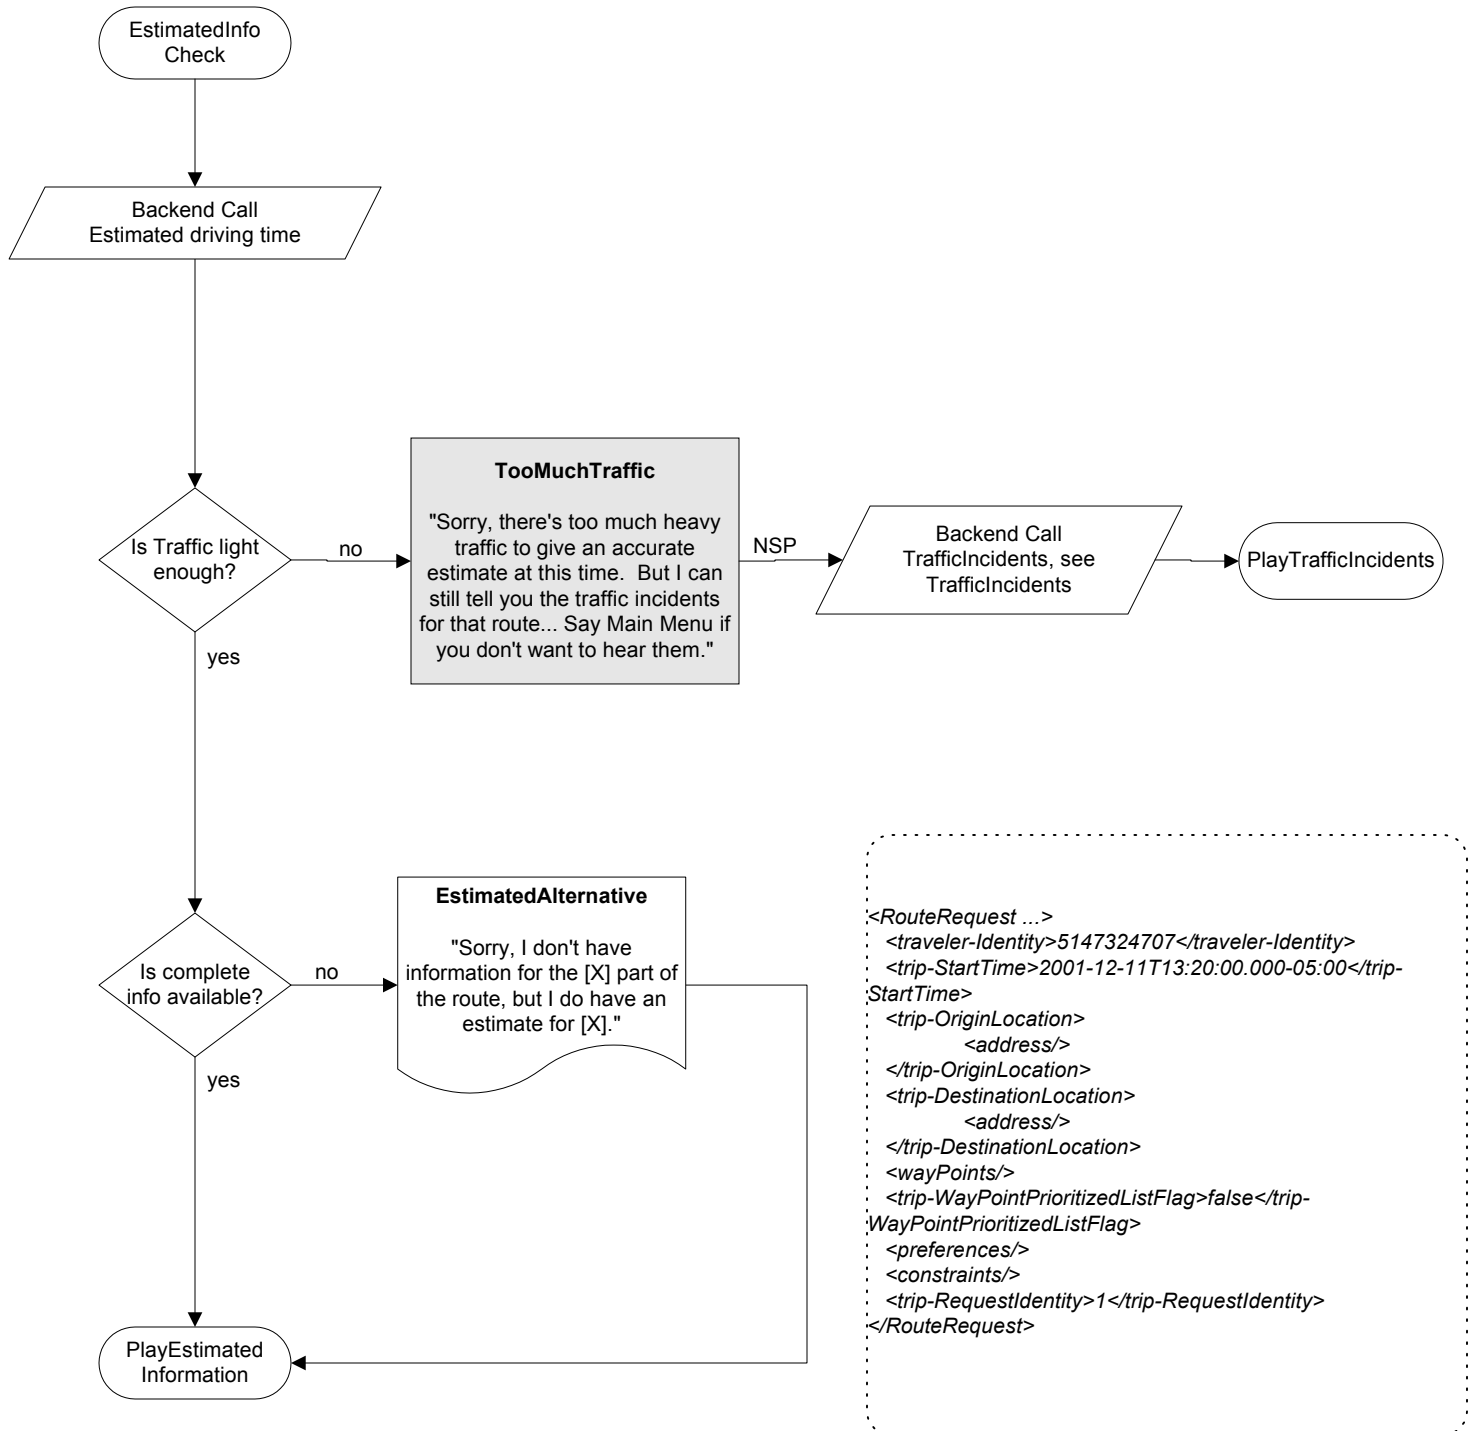 EstimatedInfo
Check
Backend Call
Estimated driving time
Is Traffic light
enough?
no
yes
TooMuchTraffic
"Sorry, there's too much heavy
traffic to give an accurate
estimate at this time.  But I can
still tell you the traffic incidents
for that route... Say Main Menu if
you don't want to hear them."
NSP
Backend Call
TrafficIncidents, see
TrafficIncidents
PlayTrafficIncidents
Is complete
info available?
no
yes
EstimatedAlternative
"Sorry, I don't have
information for the [X] part of
the route, but I do have an
estimate for [X]."
PlayEstimated
Information
<RouteRequest ...>
<traveler-Identity>5147324707</traveler-Identity>
<trip-StartTime>2001-12-11T13:20:00.000-05:00</trip-
StartTime>
<trip-OriginLocation>
<address/>
</trip-OriginLocation>
<trip-DestinationLocation>
<address/>
</trip-DestinationLocation>
<wayPoints/>
<trip-WayPointPrioritizedListFlag>false</trip-
WayPointPrioritizedListFlag>
<preferences/>
<constraints/>
<trip-RequestIdentity>1</trip-RequestIdentity>
</RouteRequest>